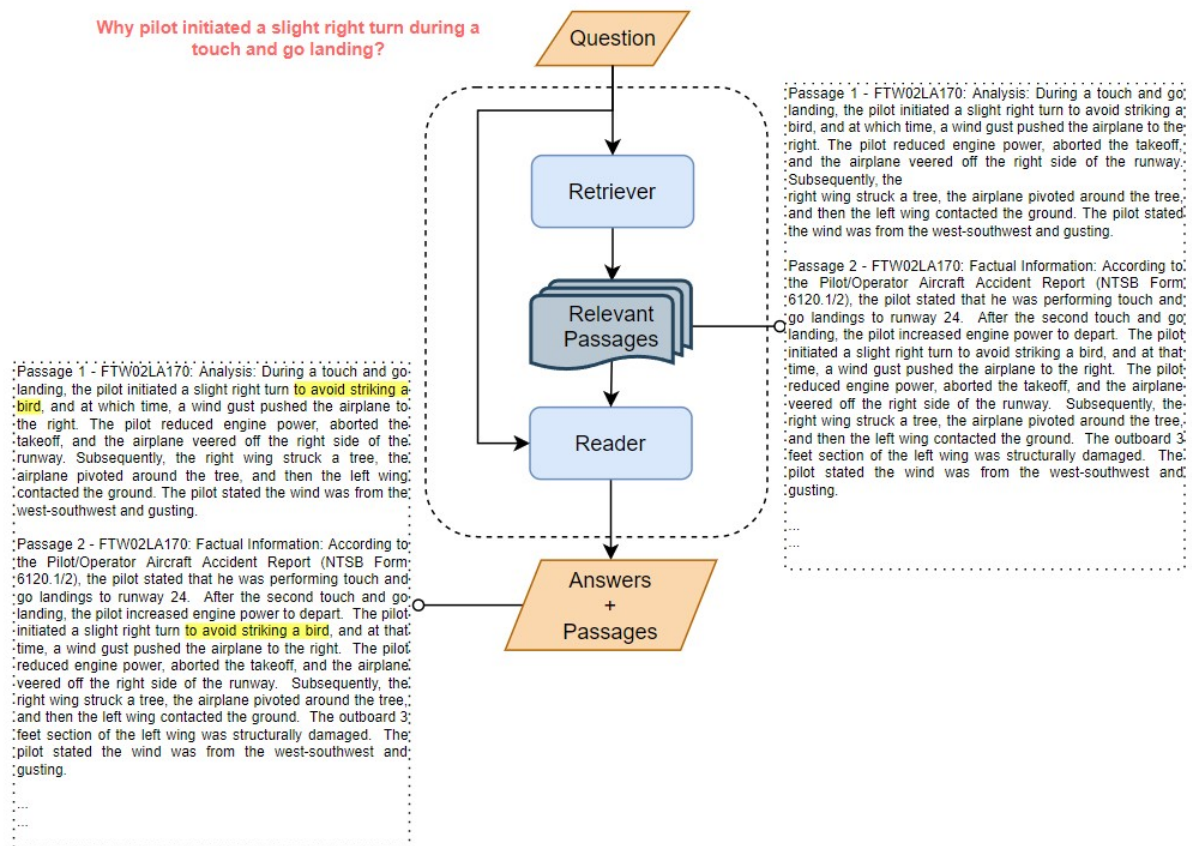 Why pilot initiated a slight right turn during a
touch and go landing?
Question
Retriever
Relevant
Passages
Reader
Answers
+
Passages
Passage 1 - FTW02LA170: Analysis: During a touch and go
landing, the pilot initiated a slight right turn to avoid striking a
bird, and at which time, a wind gust pushed the airplane to the
right. The pilot reduced engine power, aborted the takeoff,
and the airplane veered off the right side of the runway.
Subsequently, the
right wing struck a tree, the airplane pivoted around the tree,
and then the left wing contacted the ground. The pilot stated
the wind was from the west-southwest and gusting.
Passage 2 - FTW02LA170: Factual Information: According to
the Pilot/Operator Aircraft Accident Report (NTSB Form
6120.1/2), the pilot stated that he was performing touch and
go landings to runway 24. After the second touch and go
landing, the pilot increased engine power to depart. The pilot
initiated a slight right turn to avoid striking a bird, and at that
time, a wind gust pushed the airplane to the right. The pilot
reduced engine power, aborted the takeoff, and the airplane
veered off the right side of the runway. Subsequently, the
right wing struck a tree, the airplane pivoted around the tree,
and then the left wing contacted the ground. The outboard 3
feet section of the left wing was structurally damaged. The
pilot stated the wind was from the west-southwest and
gusting.
...
...
Passage 1 - FTW02LA170: Analysis: During a touch and go
landing, the pilot initiated a slight right turn to avoid striking a
bird, and at which time, a wind gust pushed the airplane to
the right. The pilot reduced engine power, aborted the
takeoff, and the airplane veered off the right side of the
runway. Subsequently, the right wing struck a tree, the
airplane pivoted around the tree, and then the left wing
contacted the ground. The pilot stated the wind was from the
west-southwest and gusting.
Passage 2 - FTW02LA170: Factual Information: According to
the Pilot/Operator Aircraft Accident Report (NTSB Form
6120.1/2), the pilot stated that he was performing touch and
go landings to runway 24. After the second touch and go
landing, the pilot increased engine power to depart. The pilot
initiated a slight right turn to avoid striking a bird, and at that
time, a wind gust pushed the airplane to the right. The pilot
reduced engine power, aborted the takeoff, and the airplane
veered off the right side of the runway. Subsequently, the
right wing struck a tree, the airplane pivoted around the tree,
and then the left wing contacted the ground. The outboard 3
feet section of the left wing was structurally damaged. The
pilot stated the wind was from the west-southwest and
gusting.
...
...